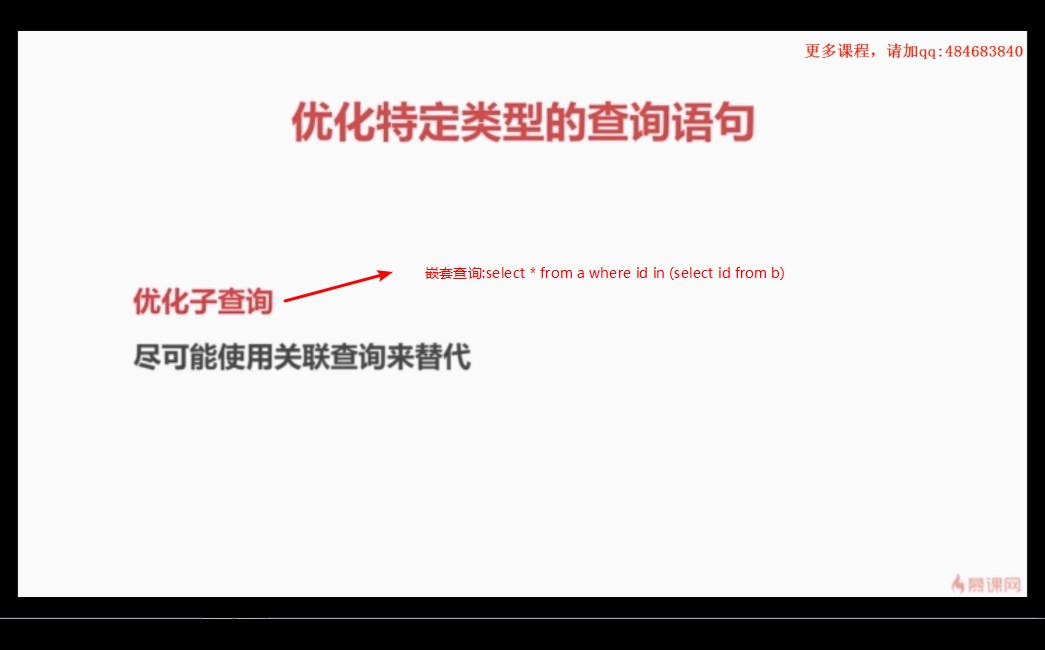 更多课程，请加qq:484683840
优化特定类型的查询语句
嵌套查询:select * from a where id in (select id from b)
优化子查询
尽可能使用关联查询来替代
慕课网